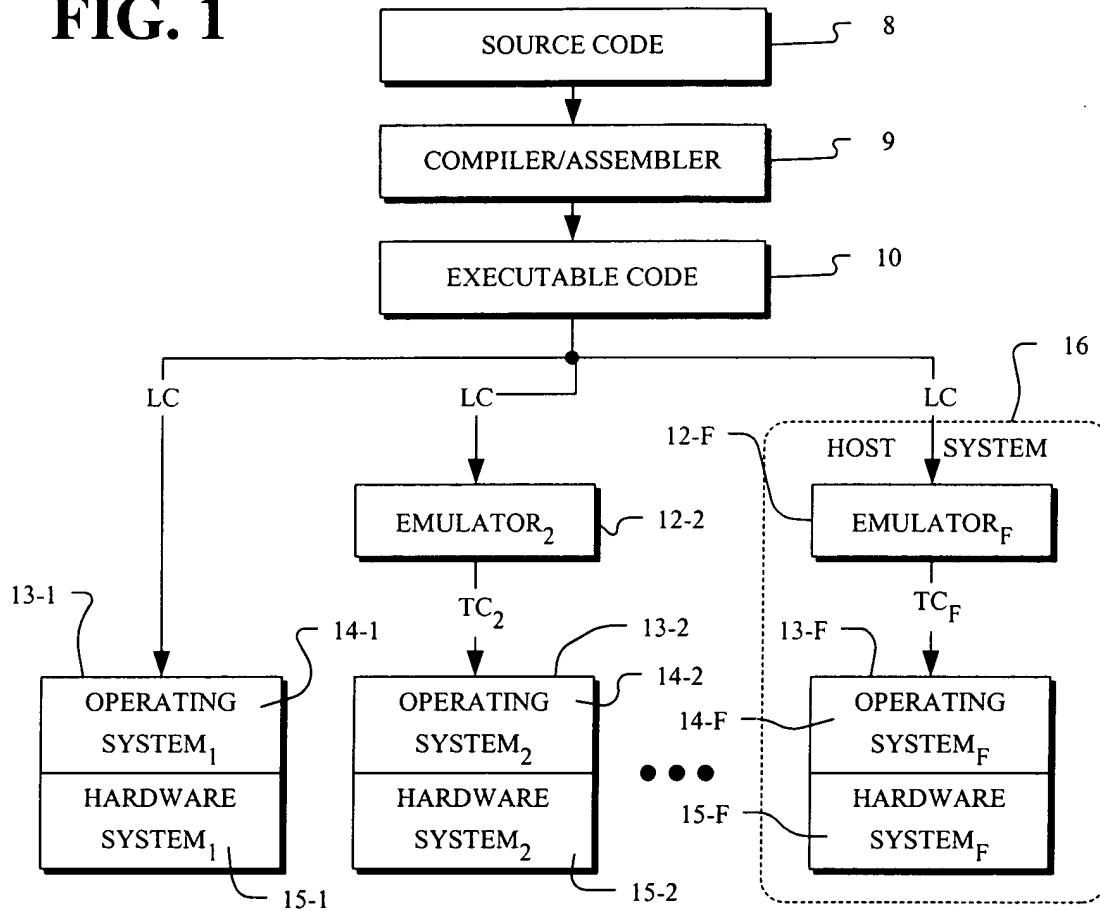 FIG. 1
SOURCE CODE
8
COMPILER/ASSEMBLER
9
EXECUTABLE CODE
10
16
LC
LC
LC
12-F
HOST SYSTEM
EMULATOR2
12-2
EMULATORF
13-1
TC2
TCF
14-1
13-2
13-F
OPERATING
SYSTEM1
OPERATING
SYSTEM2
14-2
14-F
OPERATING
SYSTEMF
HARDWARE
SYSTEM1
HARDWARE
SYSTEM2
15-F
HARDWARE
SYSTEMF
15-1
15-2